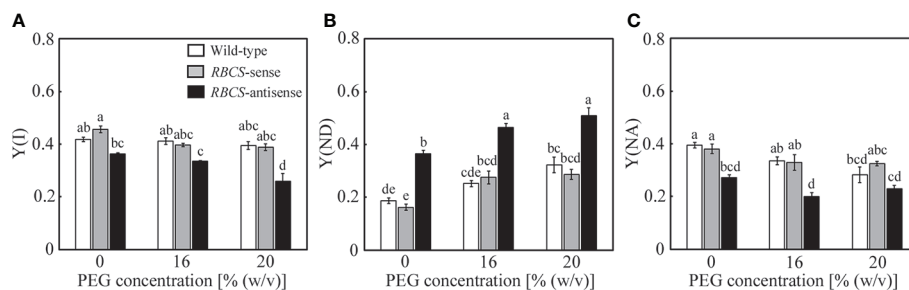 A
B
C
0.8
0.6
0.4
0.2
0
Y(I)
Wild-type
RBCS-sense
RBCS-antisense
ab
a
bc
ab
abc
c
abc
abc
d
0
16
20
PEG concentration [% (w/v)]
0.8
0.6
0.4
0.2
0
Y(ND)
de
e
b
cde
bcd
a
bc
bcd
a
0
16
20
PEG concentration [% (w/v)]
0.8
0.6
0.4
0.2
0
Y(NA)
a
a
bcd
ab
ab
d
bcd
abc
cd
0
16
20
PEG concentration [% (w/v)]